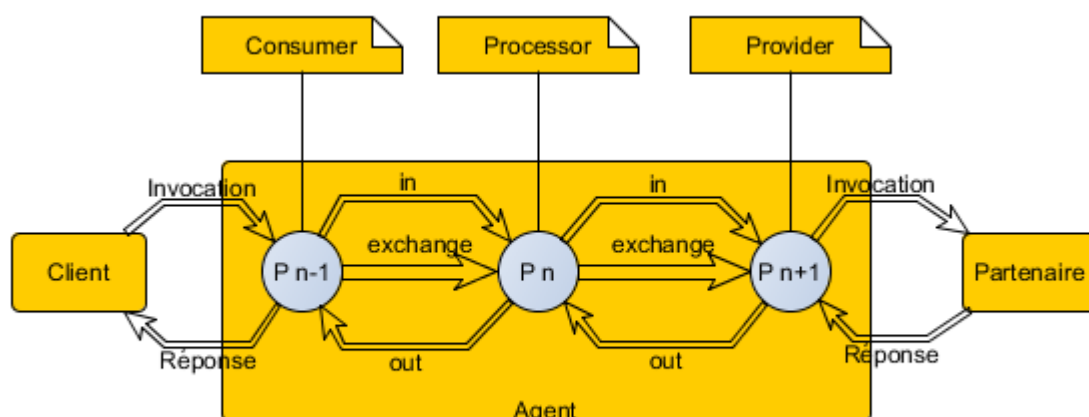 Consumer
Processor
Provider
Invocation
in
in
Invocation
exchange
exchange
Client
P n-1
P n
P n+1
Partenaire
Réponse
out
out
Réponse
Agent